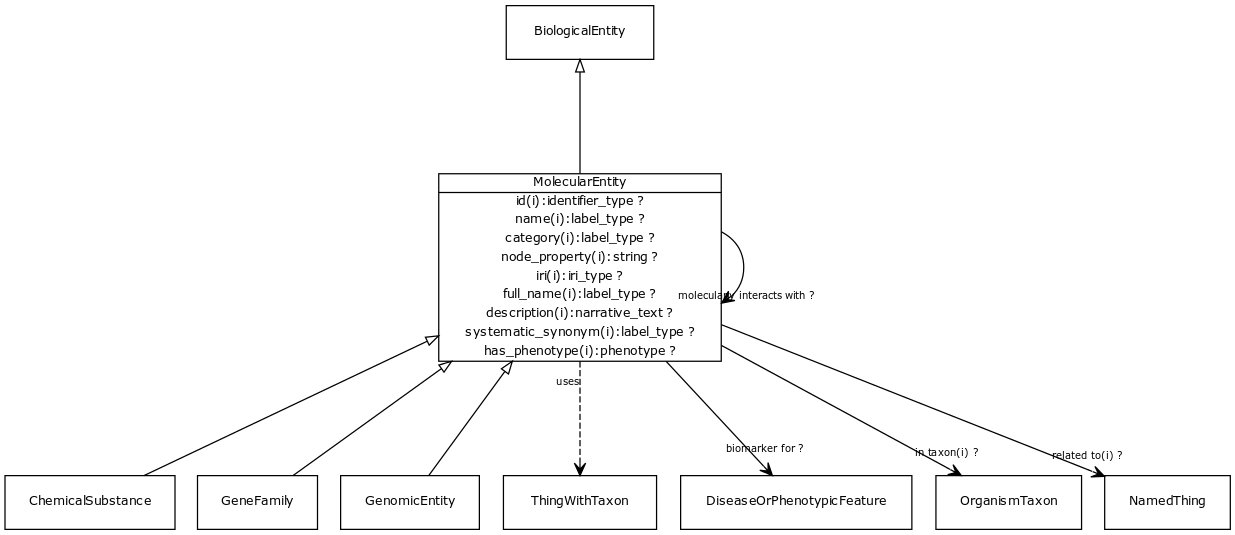 BiologicalEntity
MolecularEntity
id(i):identifier_type ?
name(i):label_type ?
category(i):label_type ?
node_property(i):string ?
iri(i):iri_type ?
full_name(i):label_type ?
molecularly interacts with ?
description(i):narrative_text ?
systematic_synonym(i):label_type ?
has_phenotype(i):phenotype ?
uses
biomarker for ?
in taxon(i) ?
related to(i) ?
ChemicalSubstance
GeneFamily
GenomicEntity
ThingWithTaxon
DiseaseOrPhenotypicFeature
OrganismTaxon
NamedThing